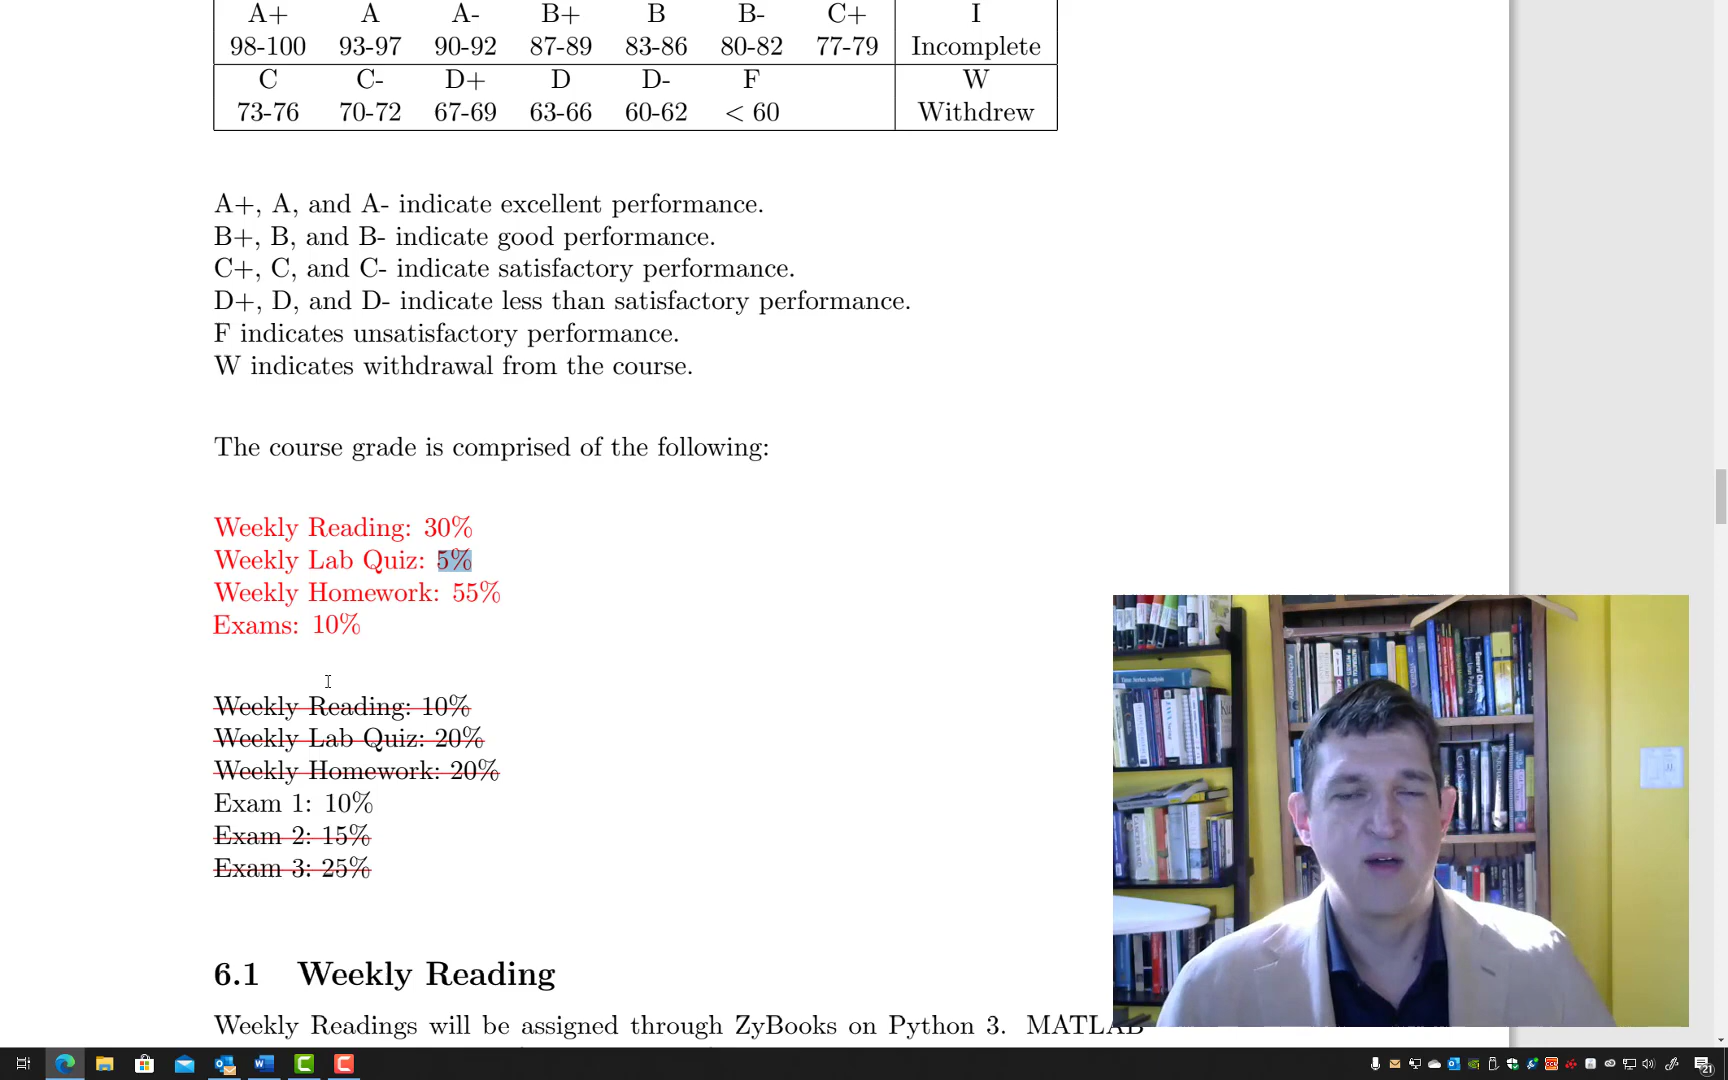 A+ A A- B+ B B- C+ I
98-100 93-97 90-92 87-89 83-86 80-82 77-79 Incomplete
C C- D+ D D- F W
73-76 70-72 67-69 63-66 60-62 < 60 Withdrew
A+, A, and A- indicate excellent performance.
B+, B, and B- indicate good performance.
C+, C, and C- indicate satisfactory performance.
D+, D, and D- indicate less than satisfactory performance.
F indicates unsatisfactory performance.
W indicates withdrawal from the course.
The course grade is comprised of the following:
Weekly Reading: 30%
Weekly Lab Quiz: 5%
Weekly Homework: 55%
Exams: 10%
Weekly Reading: 10%
Weekly Lab Quiz: 20%
Weekly Homework: 20%
Exam 1: 10%
Exam 2: 15%
Exam 3: 25%
6.1 Weekly Reading
Weekly Readings will be assigned through ZyBooks on Python 3. MATLAB
21